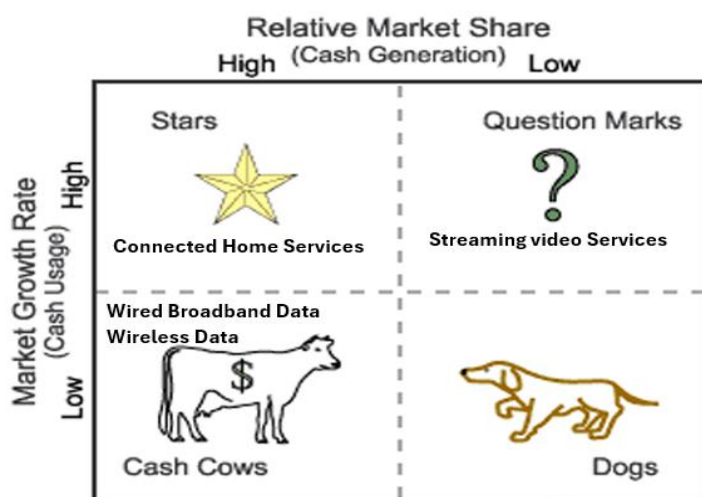 Relative Market Share
(Cash Generation)
High
Low
Market Growth Rate
(Cash Usage)
High
Low
Stars
Question Marks
?
Connected Home Services
Streaming video Services
Wired Broadband Data
Wireless Data
$
Cash Cows
Dogs